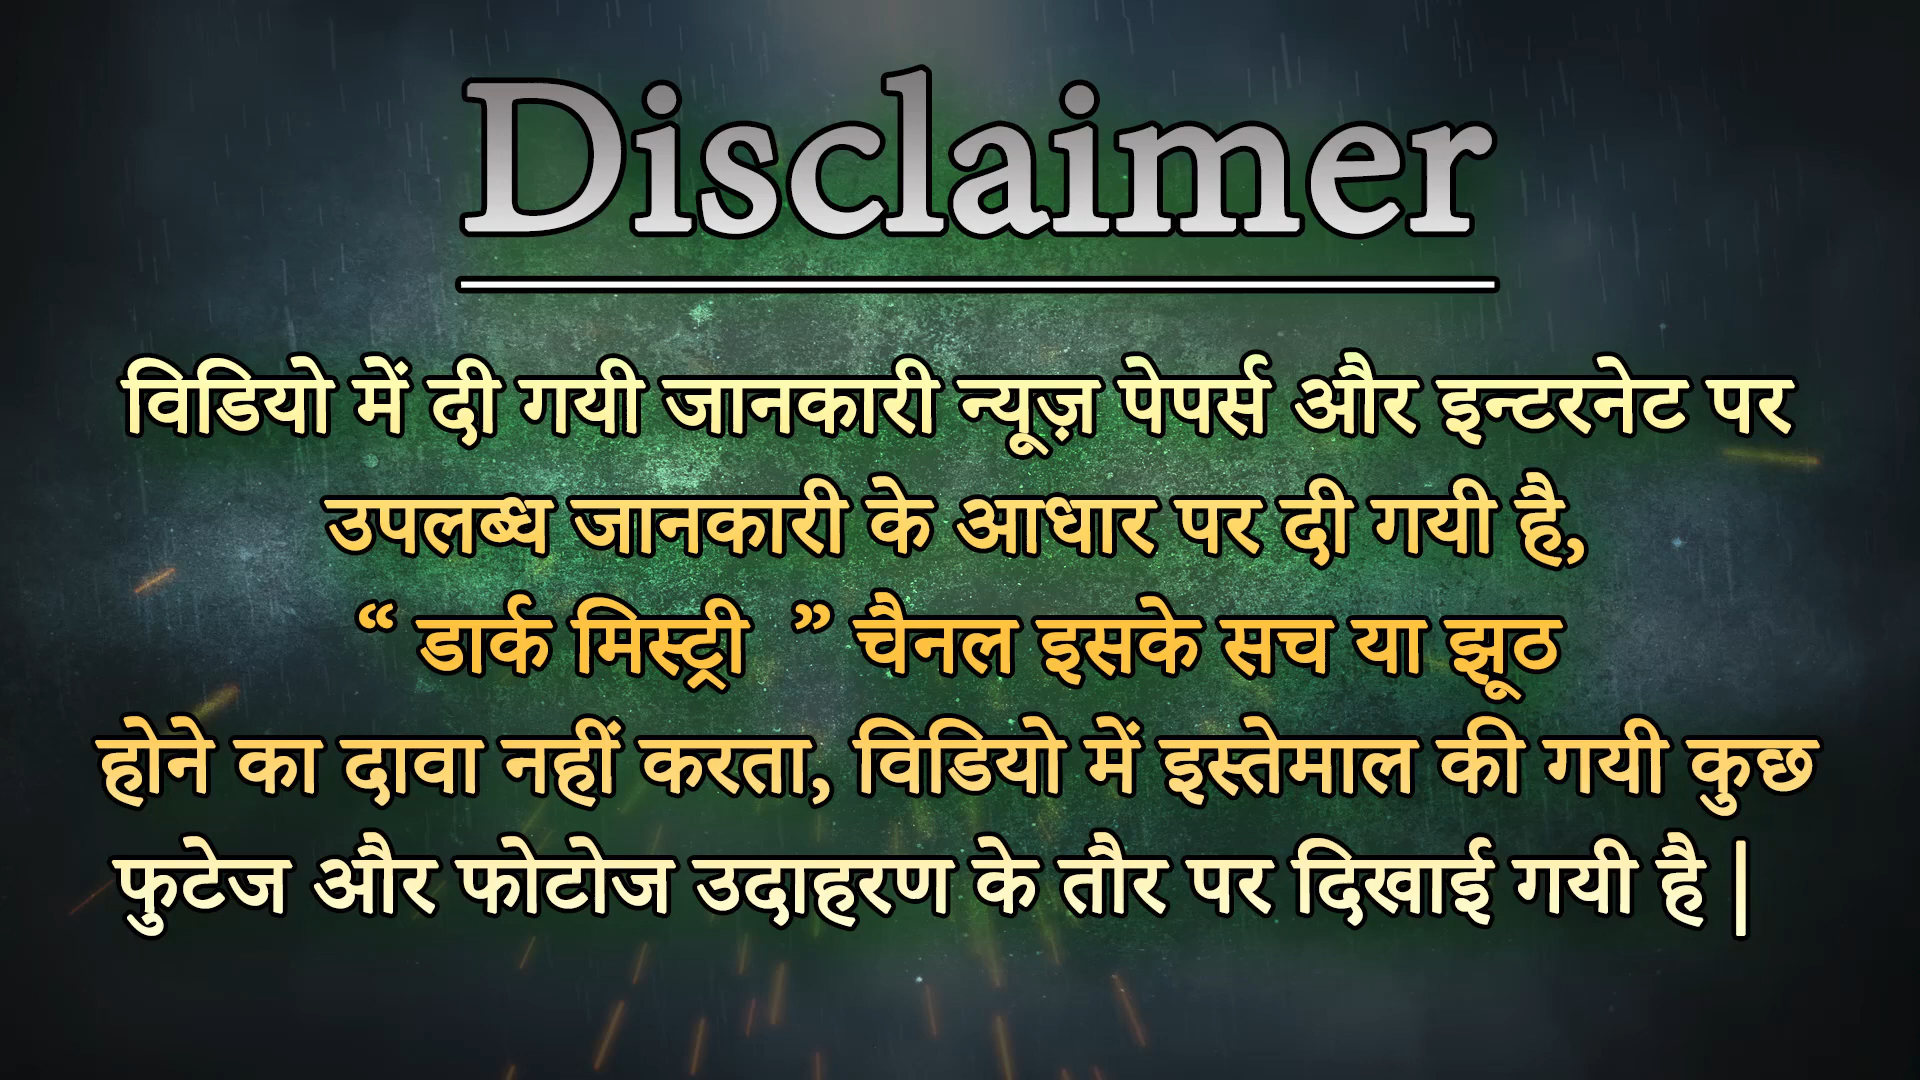 Disclaimer
विडियो में दी गयी जानकारी न्यूज़ पेपर्स और इन्टरनेट पर
उपलब्ध जानकारी के आधार पर दी गयी है,
“ डार्क मिस्ट्री ” चैनल इसके सच या झूठ
होने का दावा नहीं करता, विडियो में इस्तेमाल की गयी कुछ
फुटेज और फोटोज उदाहरण के तौर पर दिखाई गयी है |